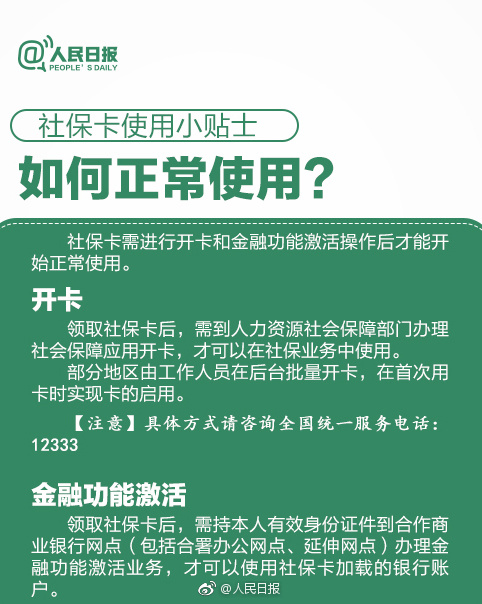 @人民日报
PEOPLE'S DAILY
社保卡使用小贴士
如何正常使用?
社保卡需进行开卡和金融功能激活操作后才能开
始正常使用。
开卡
领取社保卡后，需到人力资源社会保障部门办理
社会保障应用开卡，才可以在社保业务中使用。
部分地区由工作人员在后台批量开卡，在首次用
卡时实现卡的启用。
【注意】具体方式请咨询全国统一服务电话：
12333
金融功能激活
领取社保卡后，需持本人有效身份证件到合作商
业银行网点（包括合署办公网点、延伸网点）办理金
融功能激活业务，才可以使用社保卡加载的银行账
户。
@人民日报